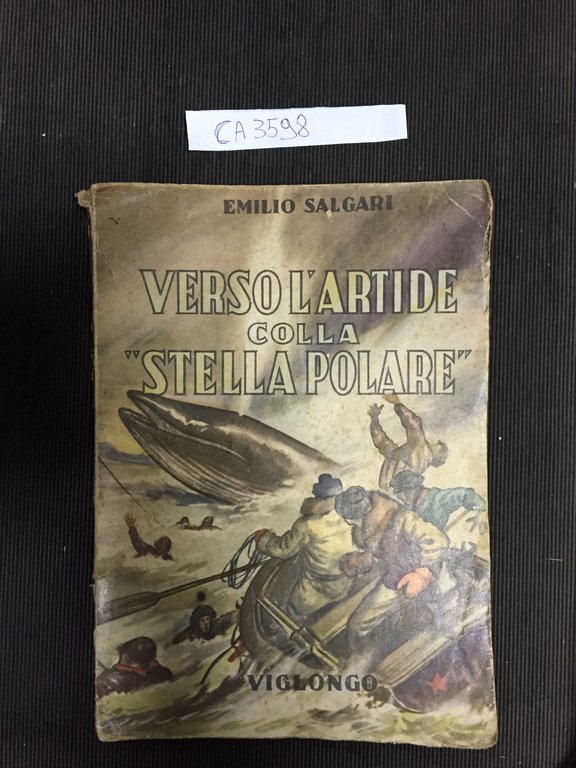 CA3598
EMILIO SALGARI
VERSO L'ARTIDE
COLLA
"STELLA POLARE"
VIGLONGO